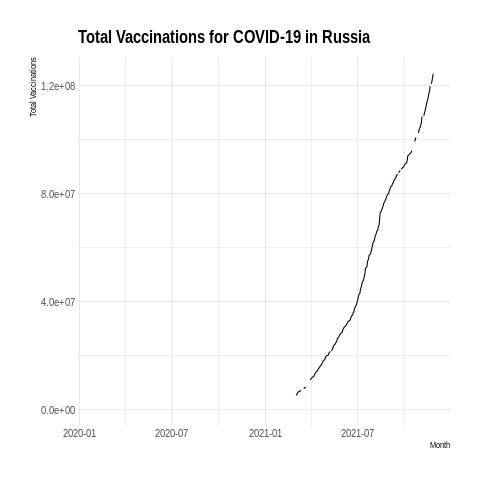 Total Vaccinations for COVID-19 in Russia
Total Vaccinations
1.2e+08
8.0e+07
4.0e+07
0.0e+00
2020-01
2020-07
2021-01
2021-07
Month